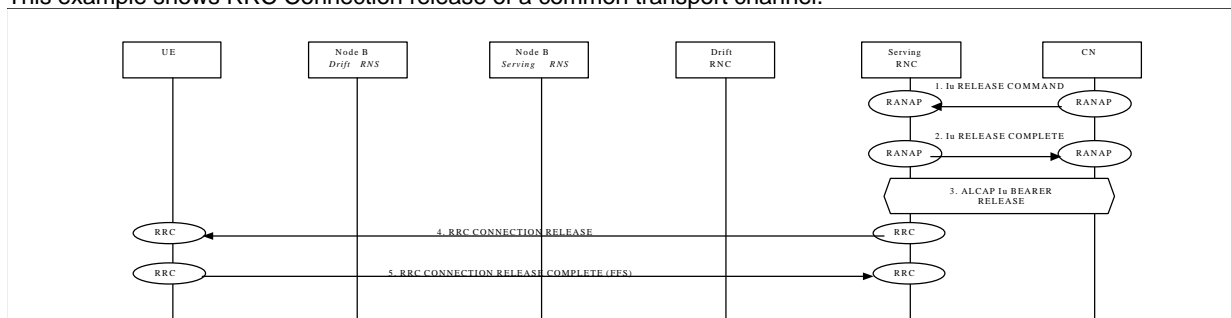 This example shows RRC Connection release of a common transport channel.
UE
Node B
Drift RNS
Node B
Serving RNS
Drift
RNC
Serving
RNC
CN
1. Iu RELEASE COMMAND
RANAP
RANAP
2. Iu RELEASE COMPLETE
RANAP
RANAP
3. ALCAP Iu BEARER
RELEASE
RRC
4. RRC CONNECTION RELEASE
RRC
RRC
5. RRC CONNECTION RELEASE COMPLETE (FFS)
RRC